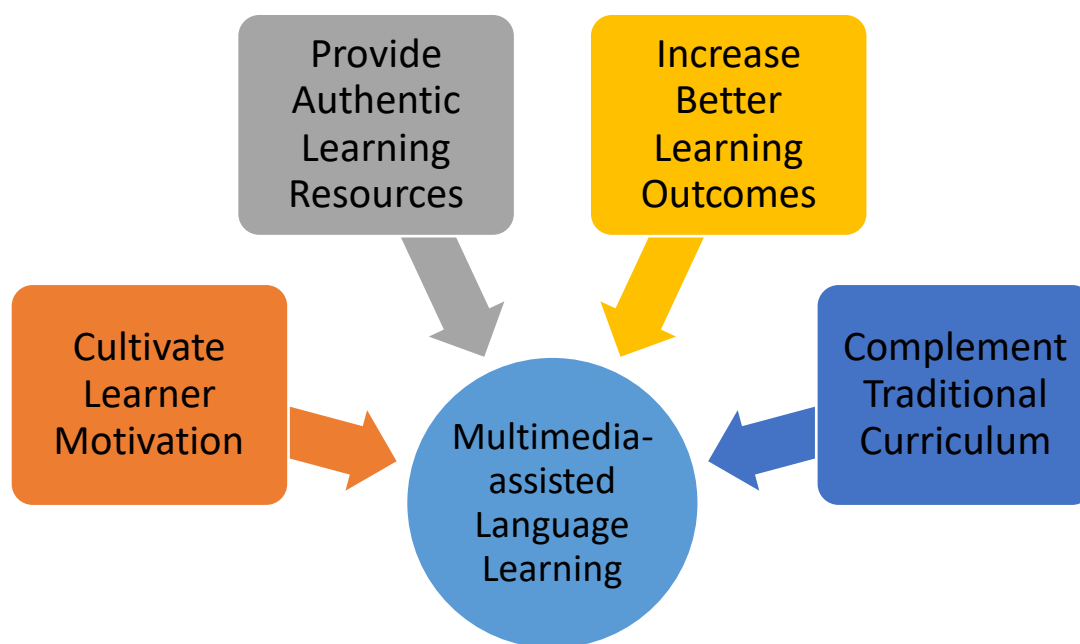 Provide
Authentic
Learning
Resources
Increase
Better
Learning
Outcomes
Cultivate
Learner
Motivation
Complement
Traditional
Curriculum
Multimedia-
assisted
Language
Learning